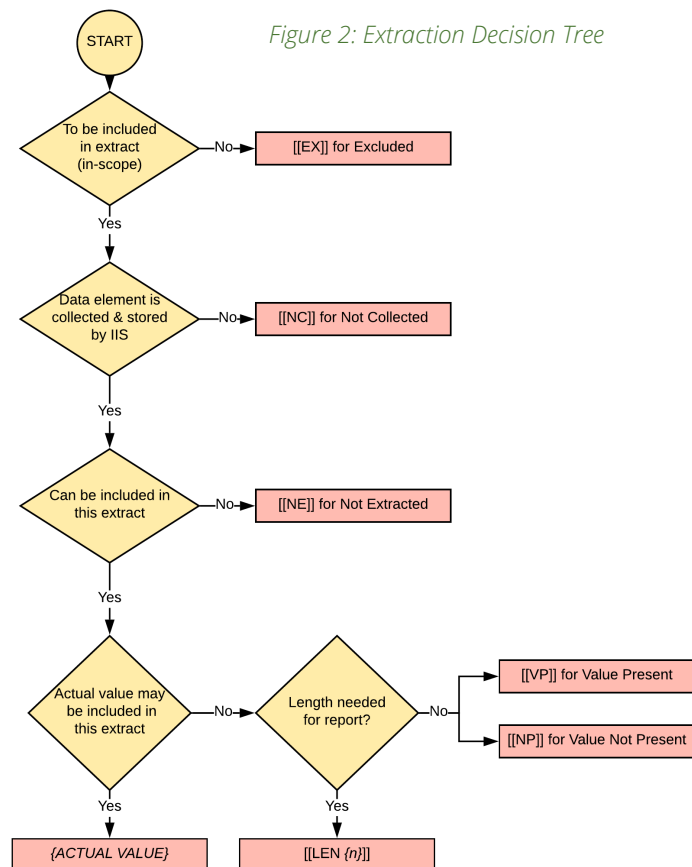 Figure 2: Extraction Decision Tree
START
To be included
in extract
(in-scope)
No
[[EX]] for Excluded
Yes
Data element is
collected & stored
by IIS
No
[[NC]] for Not Collected
Yes
Can be included in
this extract
No
[[NE]] for Not Extracted
Yes
Actual value may
be included in
this extract
No
Length needed
for report?
No
[[VP]] for Value Present
[[NP]] for Value Not Present
Yes
Yes
{ACTUAL VALUE}
[[LEN {n}]]